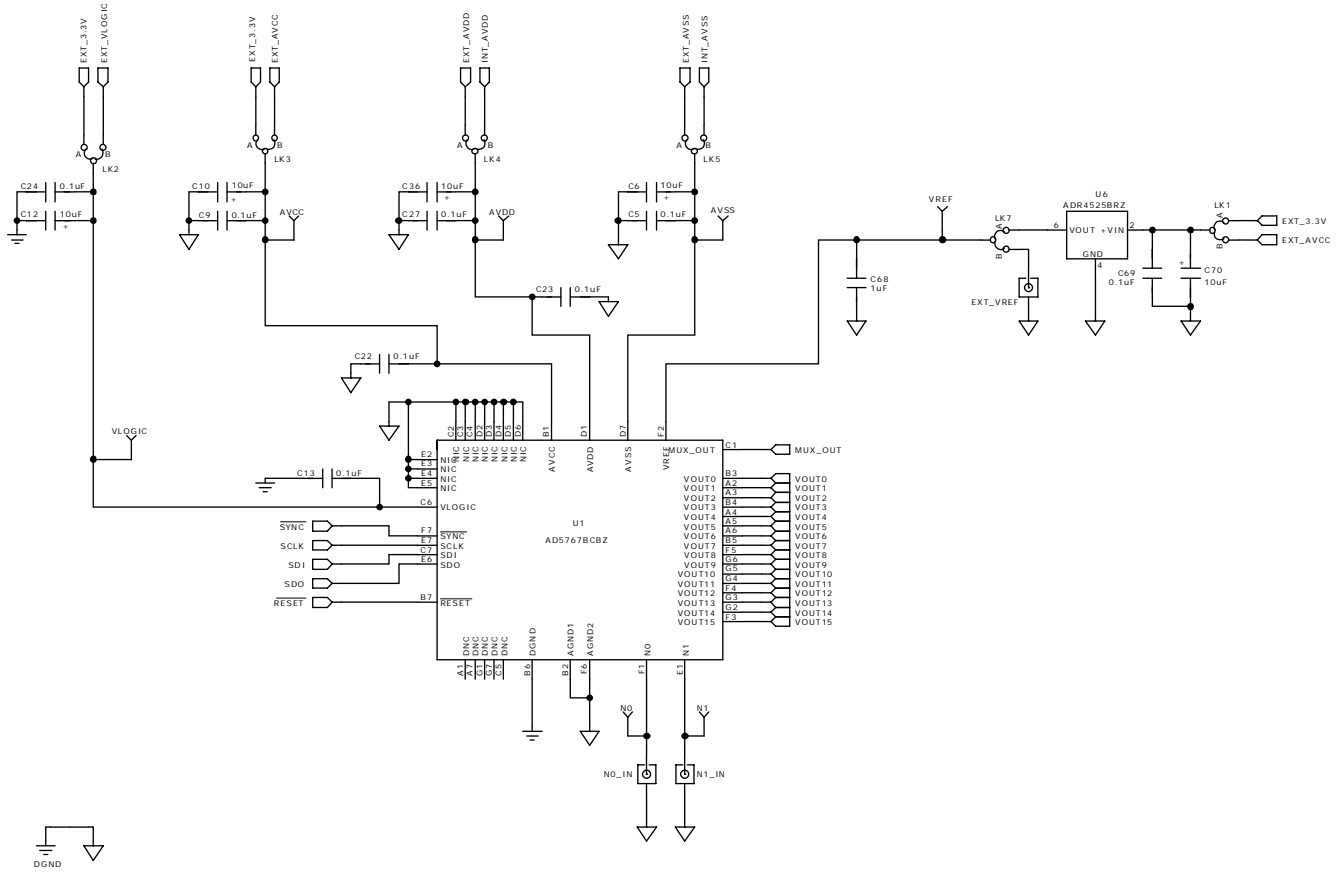 EXT_3.3V
EXT_VLOGIC
EXT_3.3V
EXT_AVCC
EXT_AVDD
INT_AVDD
EXT_AVSS
INT_AVSS
A B
LK2
A B
LK3
A B
LK4
A B
LK5
C24 0.1uF
C12 10uF
+
C10 10uF
+
C9 0.1uF
AVCC
C36 10uF
+
C27 0.1uF
AVDD
C6 10uF
+
C5 0.1uF
AVSS
VREF
LK7
A
B
U6
ADR4525BRZ
6 VOUT +VIN 2
GND
4
LK1
A
B
EXT_3.3V
EXT_AVCC
C68
1uF
EXT_VREF
C69
0.1uF
+
C70
10uF
C23 0.1uF
C22 0.1uF
VLOGIC
C13 0.1uF
C2 NIC
C3 NIC
C4 NIC
D2 NIC
D3 NIC
D4 NIC
D5 NIC
D6 NIC
B1 AVCC
D1 AVDD
D7 AVSS
F2 VREF
E2 NIC
E3 NIC
E4 NIC
E5 NIC
C6 VLOGIC
SYNC F7 SYNC
SCLK E7 SCLK
SDI C7 SDI
SDO E6 SDO
RESET B7 RESET
U1
AD5767BCBZ
MUX_OUT C1 MUX_OUT
VOUT0 B3 VOUT0
VOUT1 A2 VOUT1
VOUT2 A3 VOUT2
VOUT3 B4 VOUT3
VOUT4 A4 VOUT4
VOUT5 A5 VOUT5
VOUT6 A6 VOUT6
VOUT7 B5 VOUT7
VOUT8 F5 VOUT8
VOUT9 G6 VOUT9
VOUT10 G5 VOUT10
VOUT11 G4 VOUT11
VOUT12 F4 VOUT12
VOUT13 G3 VOUT13
VOUT14 G2 VOUT14
VOUT15 F3 VOUT15
A1 DNC
A7 DNC
G1 DNC
G7 DNC
C5 DNC
B6 DGND
B2 AGND1
F6 AGND2
F1 N0
E1 N1
N0
N1
N0_IN
N1_IN
DGND